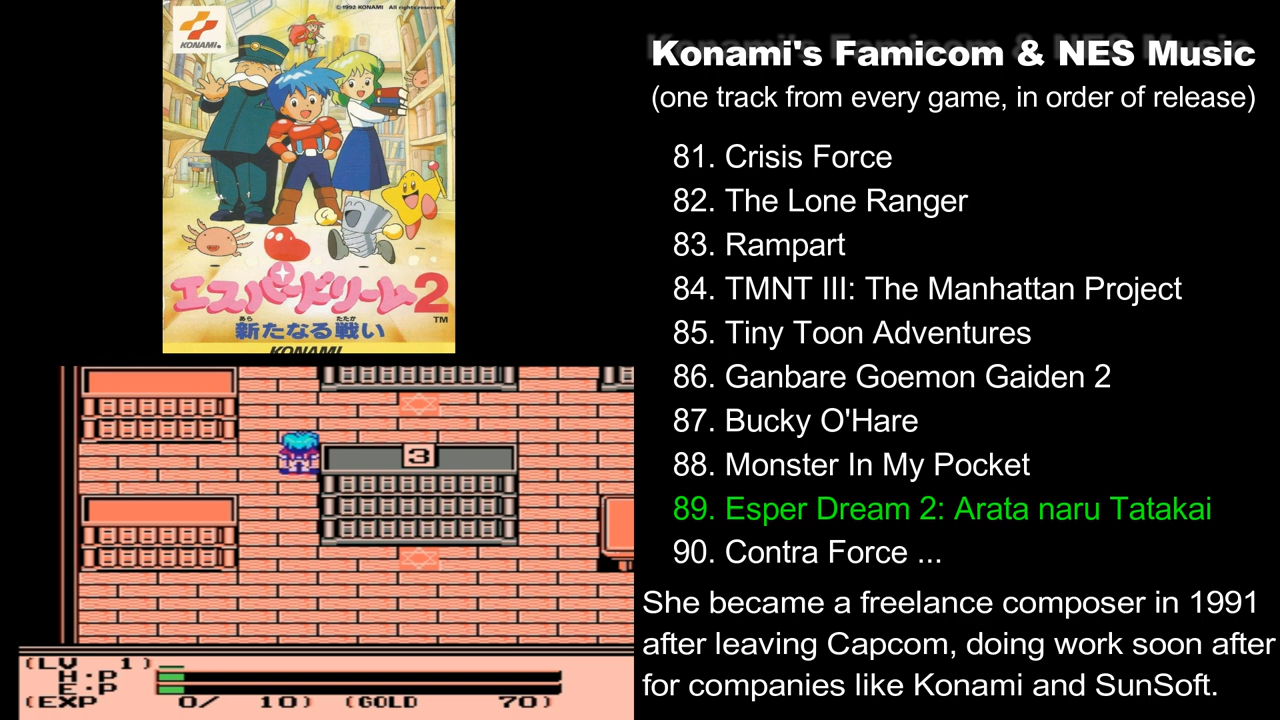 ©1992 KONAMI All rights reserved.
KONAMI
エスパードリーム2
TM
あら たたか
新たなる戦い
KONAMI
3
(LV 1)
H.P
E.P
(EXP 0/ 10) (GOLD 70)
Konami's Famicom & NES Music
(one track from every game, in order of release)
81. Crisis Force
82. The Lone Ranger
83. Rampart
84. TMNT III: The Manhattan Project
85. Tiny Toon Adventures
86. Ganbare Goemon Gaiden 2
87. Bucky O'Hare
88. Monster In My Pocket
89. Esper Dream 2: Arata naru Tatakai
90. Contra Force ...
She became a freelance composer in 1991
after leaving Capcom, doing work soon after
for companies like Konami and SunSoft.